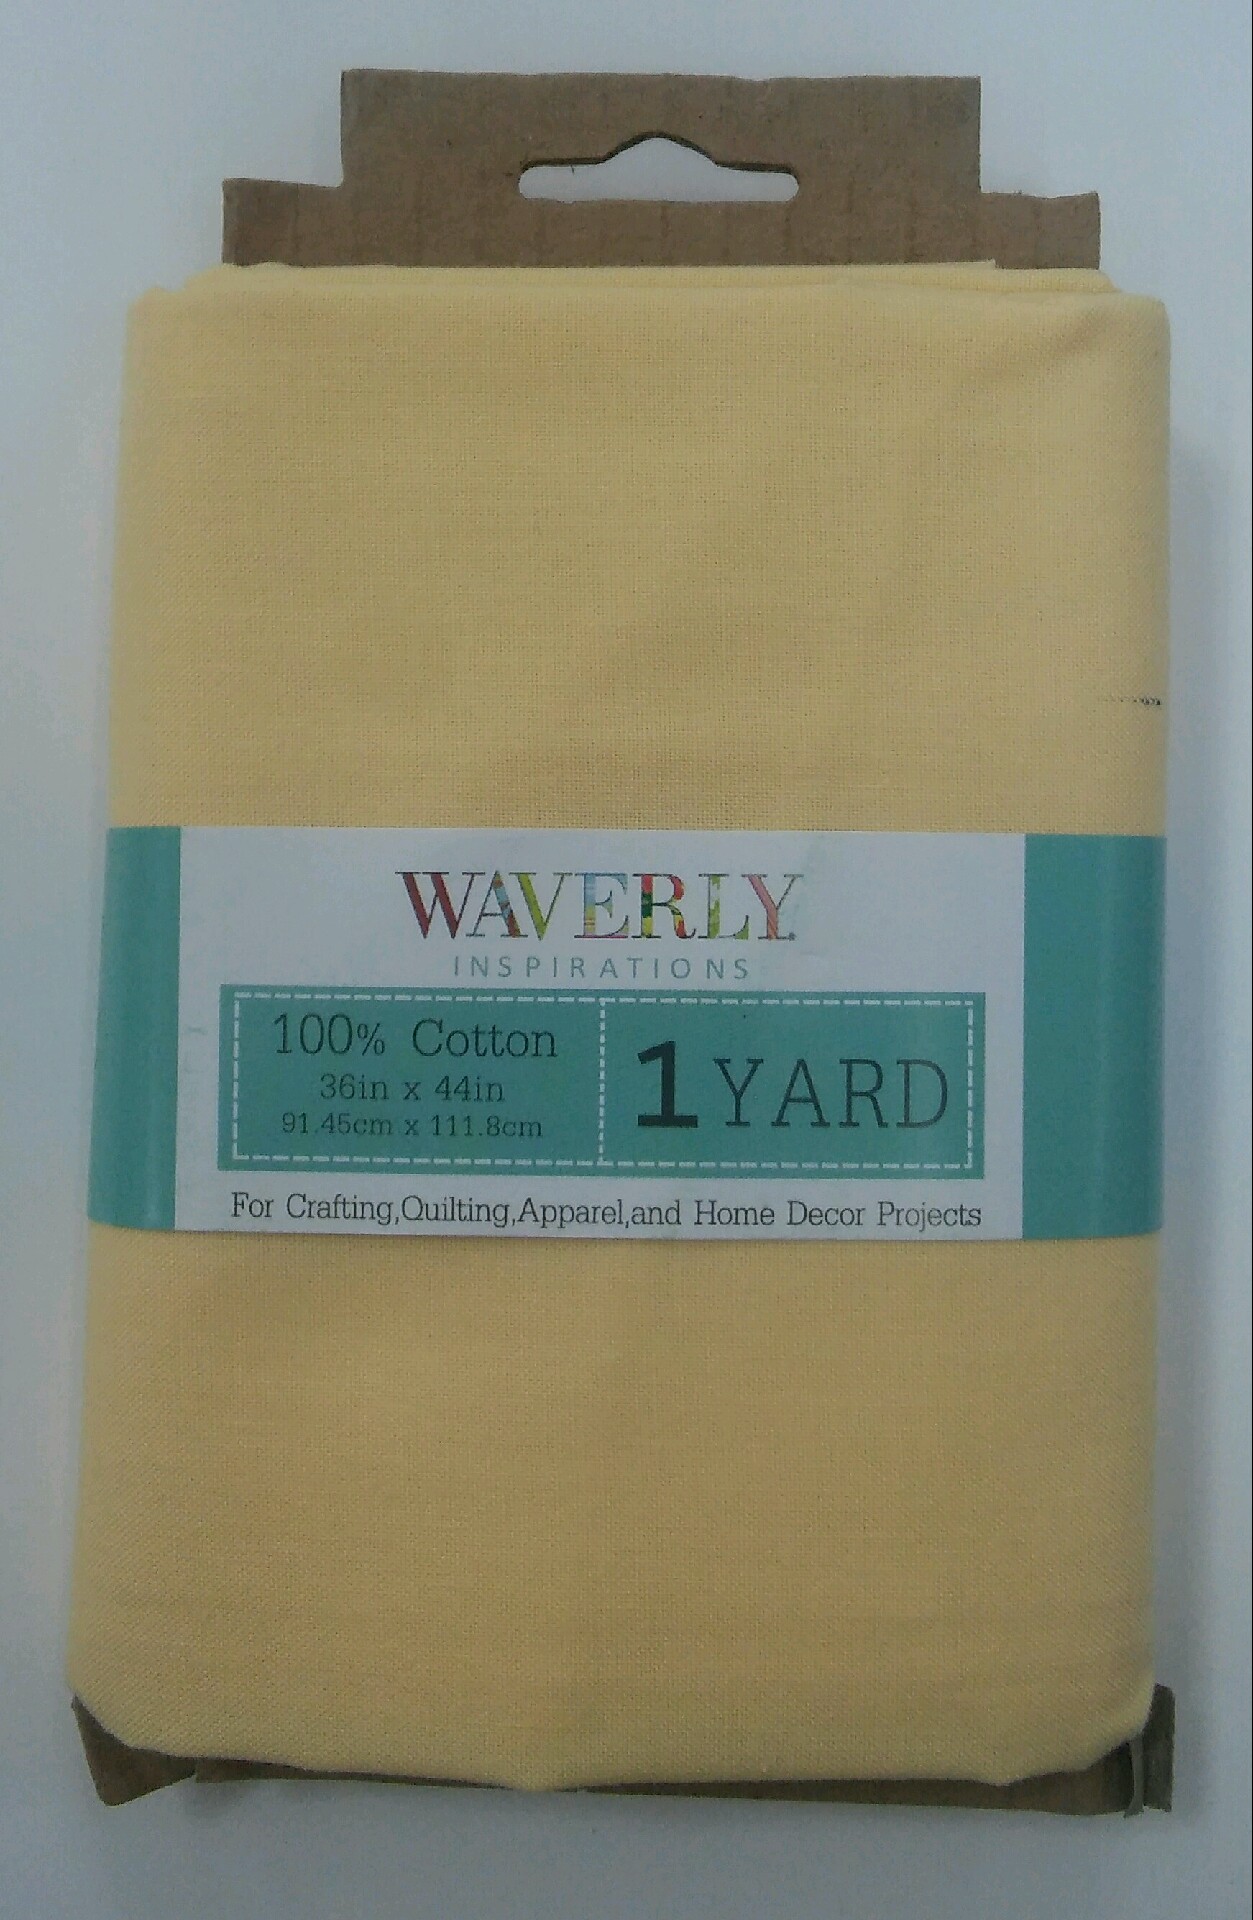 WAVERLY
INSPIRATIONS
100% Cotton
36in x 44in
91.45cm x 111.8cm
1 YARD
For Crafting,Quilting,Apparel,and Home Decor Projects